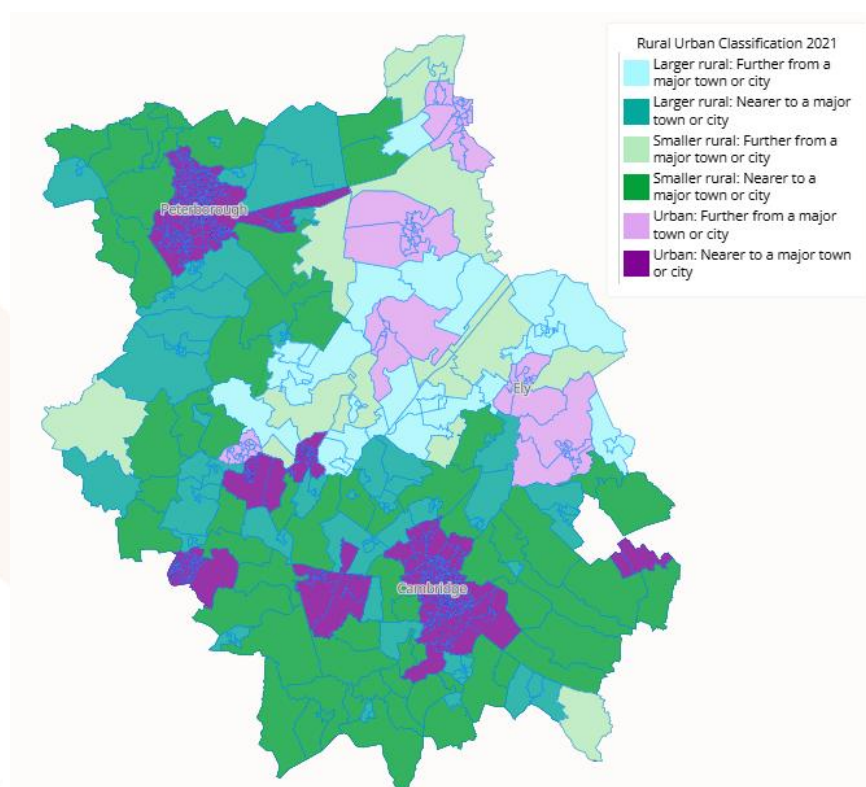 Rural Urban Classification 2021
Larger rural: Further from a
major town or city
Larger rural: Nearer to a major
town or city
Smaller rural: Further from a
major town or city
Smaller rural: Nearer to a
major town or city
Urban: Further from a major
town or city
Urban: Nearer to a major town
or city
Peterborough
Ely
Cambridge